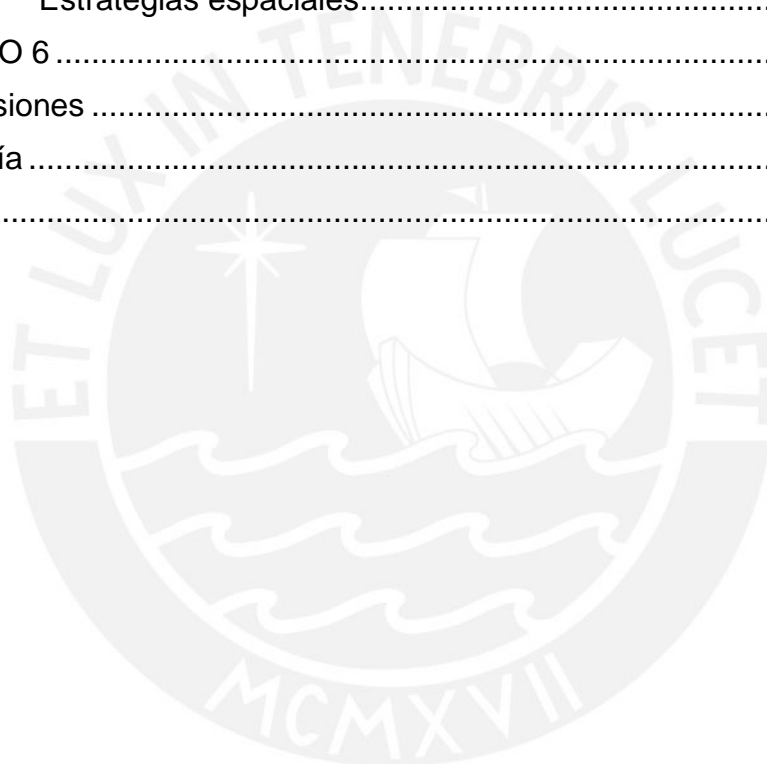 Estrategias espaciales........................................................
O 6 ............................................................................................
siones ........................................................................................
ía ................................................................................................
...................................................................................................
ET LUX IN TENEBRIS LUCET
MCMXVII